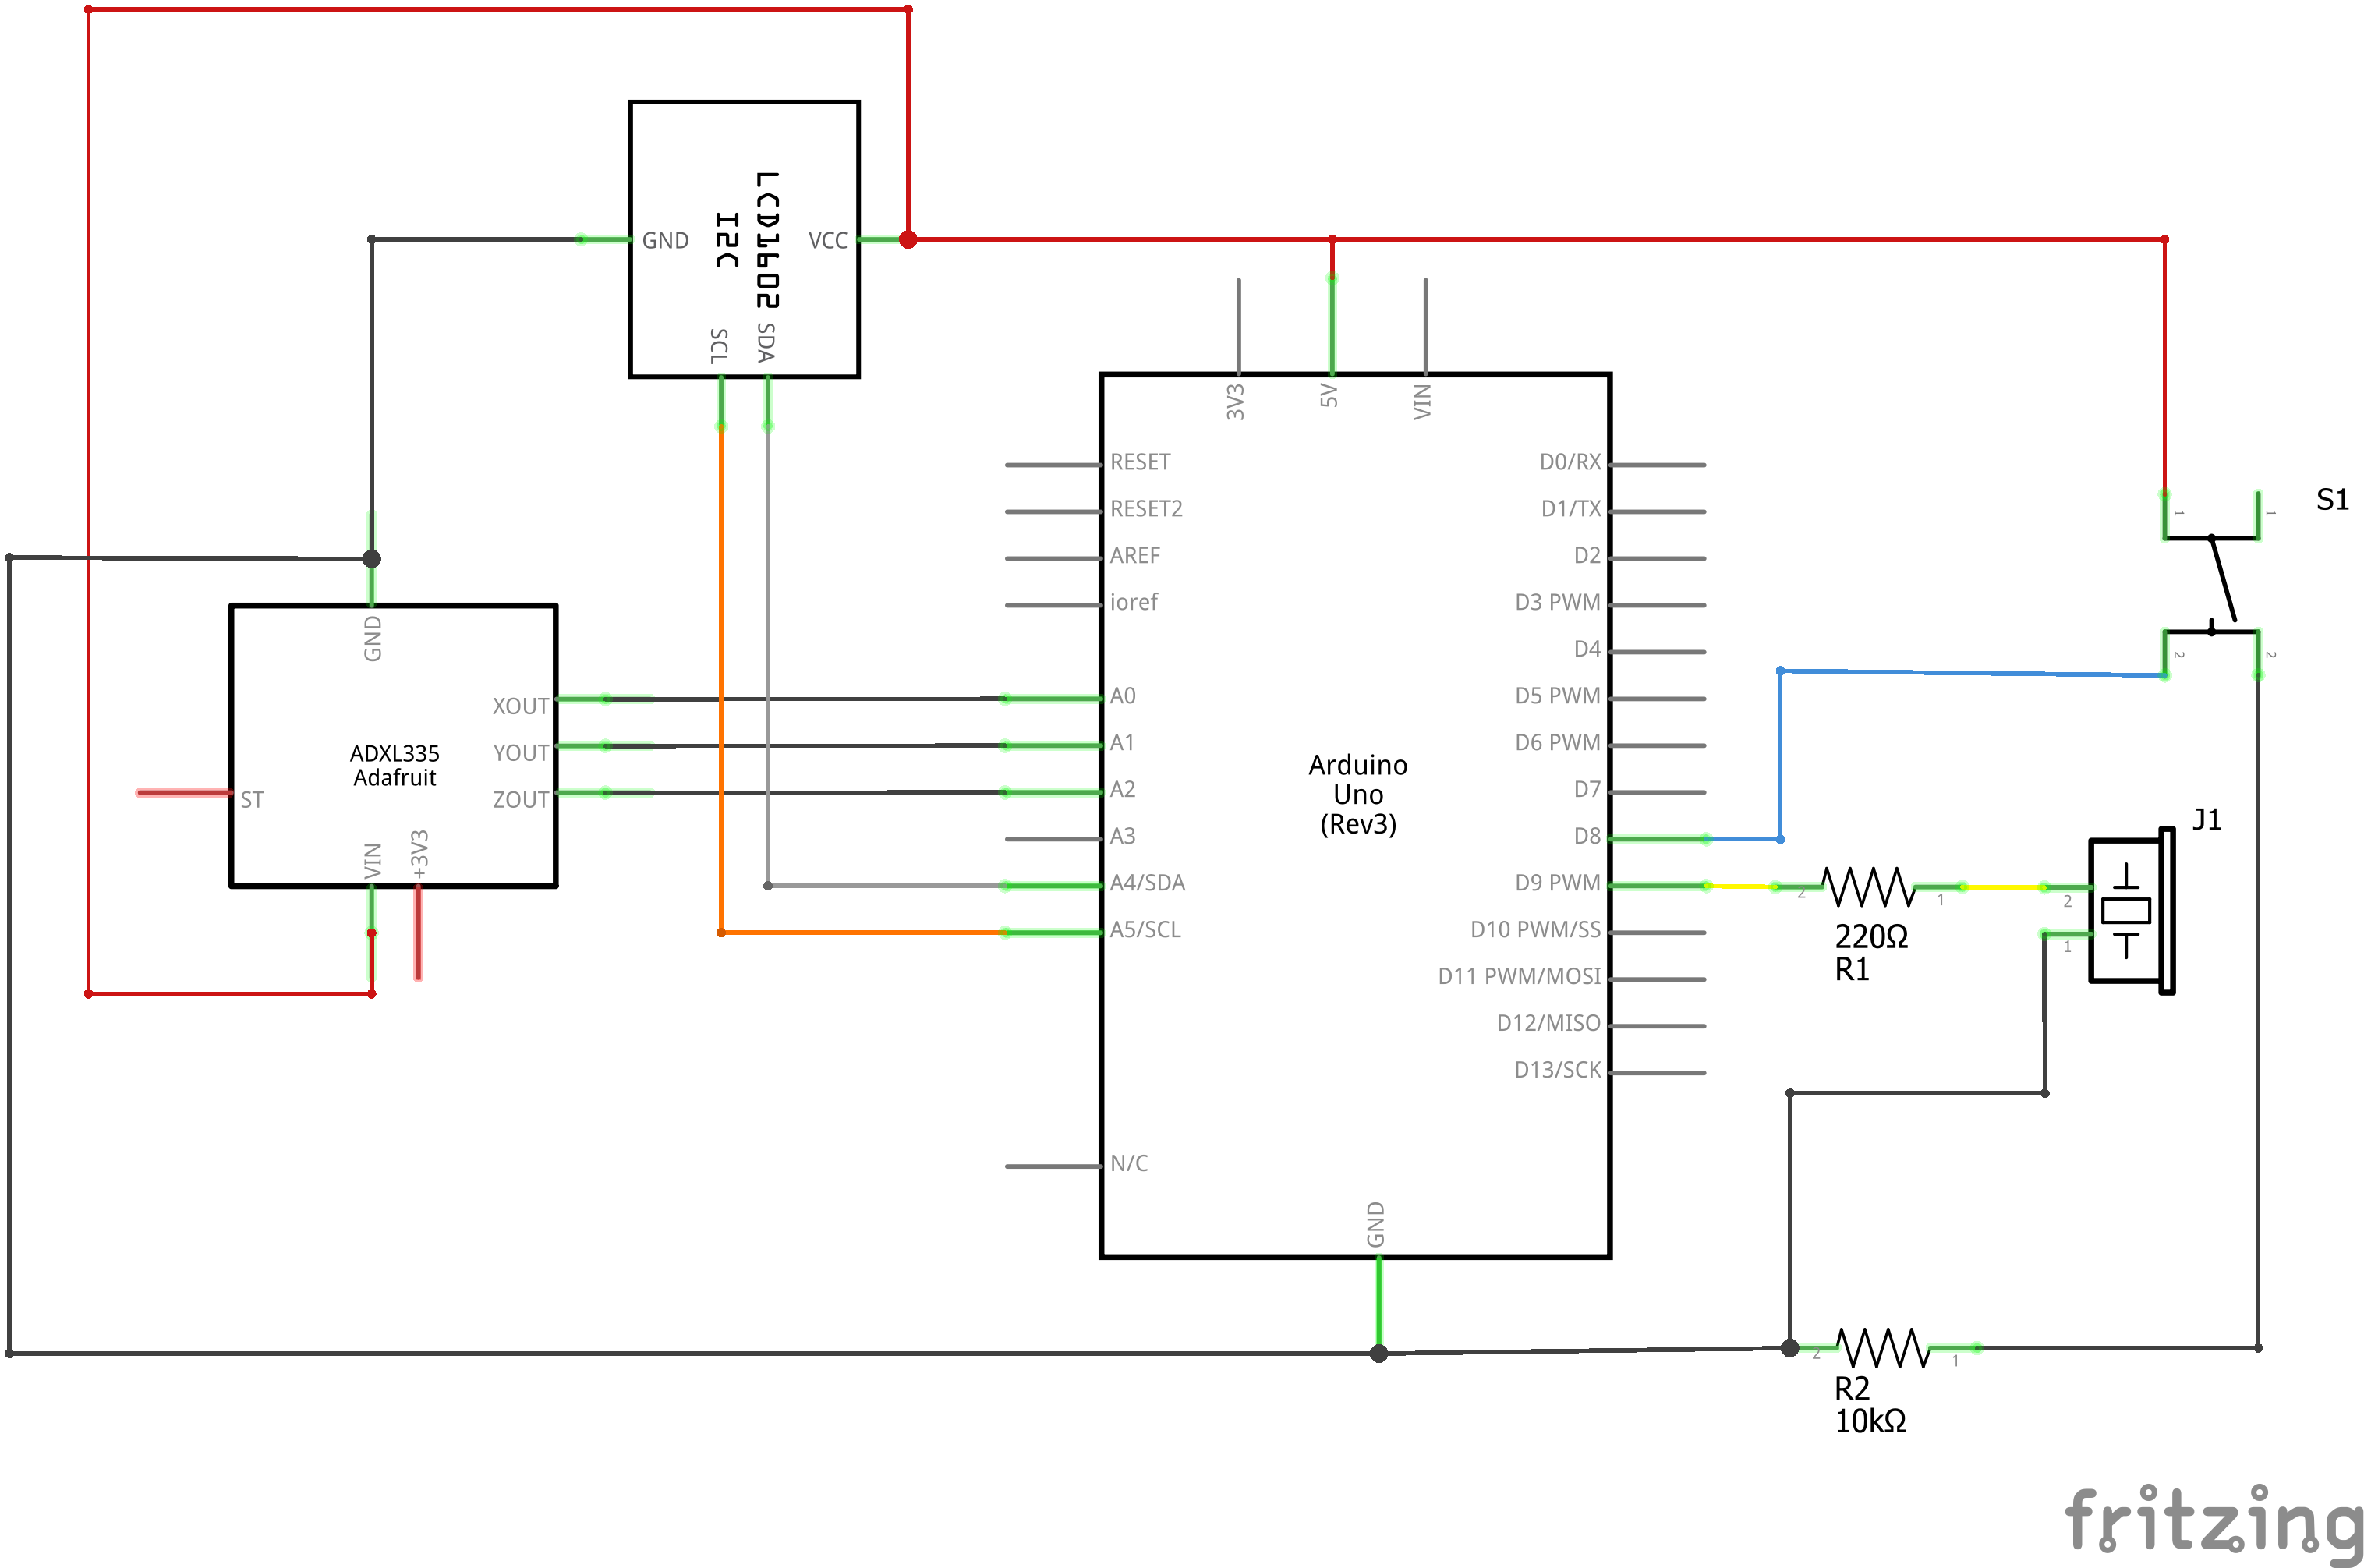 LCD1602
I2C
GND
VCC
SCL
SDA
3V3
5V
VIN
RESET
RESET2
AREF
ioref
A0
A1
A2
A3
A4/SDA
A5/SCL
N/C
D0/RX
D1/TX
D2
D3 PWM
D4
D5 PWM
D6 PWM
D7
D8
D9 PWM
D10 PWM/SS
D11 PWM/MOSI
D12/MISO
D13/SCK
GND
Arduino
Uno
(Rev3)
GND
XOUT
YOUT
ZOUT
ADXL335
Adafruit
ST
VIN
+3V3
S1
1
1
2
2
J1
2
1
2
1
220Ω
R1
2
1
R2
10kΩ
fritzing